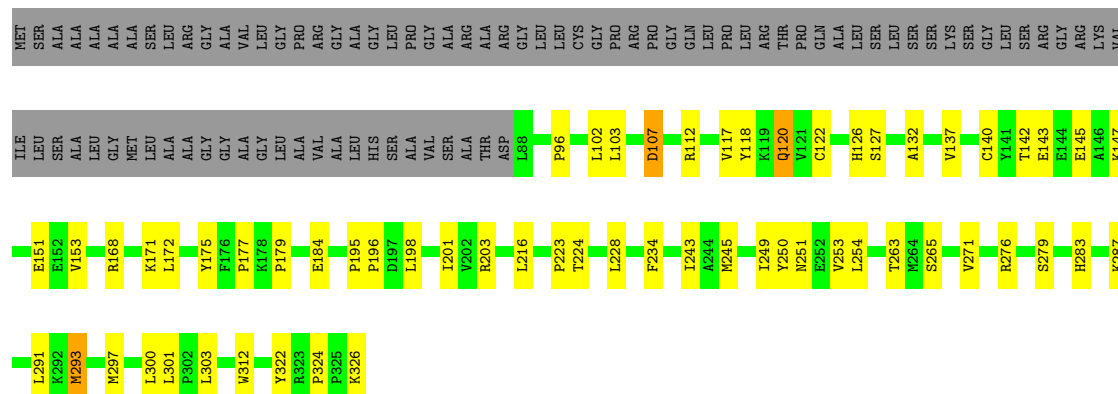 MET SER ALA ALA ALA ALA ALA SER LEU ARG GLY ALA VAL LEU GLY PRO ARG GLY ALA GLY LEU PRO GLY ALA ARG ALA ARG GLY LEU LEU CYS GLY PRO ARG PRO GLY GLN LEU PRO LEU ARG THR PRO GLN ALA LEU SER LEU SER SER LYS SER GLY LEU SER ARG GLY ARG LYS VAL
ILE LEU SER ALA LEU GLY MET LEU ALA ALA GLY GLY ALA GLY LEU ALA VAL ALA LEU HIS SER ALA VAL SER ALA THR ASP L88 P96 L102 L103 D107 R112 V117 Y118 K119 Q120 V121 C122 H126 S127 A132 V137 C140 Y141 T142 E143 E144 E145 A146 K147
E151 E152 V153 R168 K171 L172 Y175 F176 P177 K178 P179 E184 P195 P196 D197 L198 I201 V202 R203 L216 P223 T224 L228 F234 I243 A244 M245 I249 Y250 N251 E252 V253 L254 T263 M264 S265 V271 R276 S279 H283 K287
L291 K292 M293 M297 L300 L301 P302 L303 W312 Y322 R323 P324 P325 K326